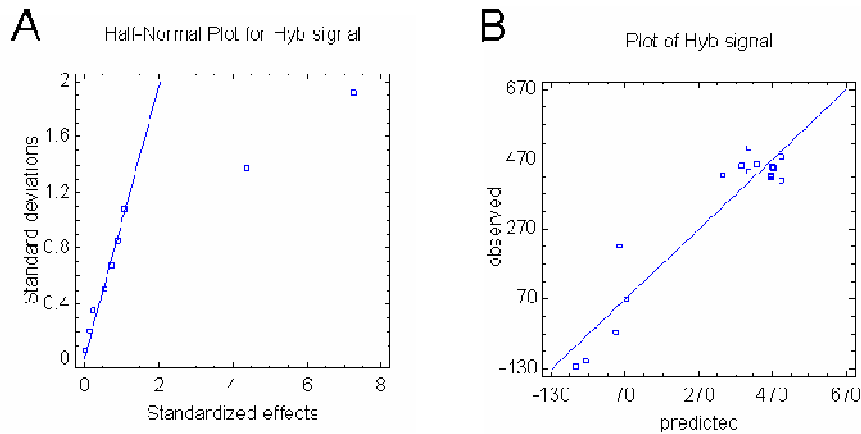 A
Half-Normal Plot for Hyb signal
Standard deviations
2
1.6
1.2
0.8
0.4
0
0 2 4 6 8
Standardized effects
B
Plot of Hyb signal
observed
670
470
270
70
-130
-130 70 270 470 670
predicted